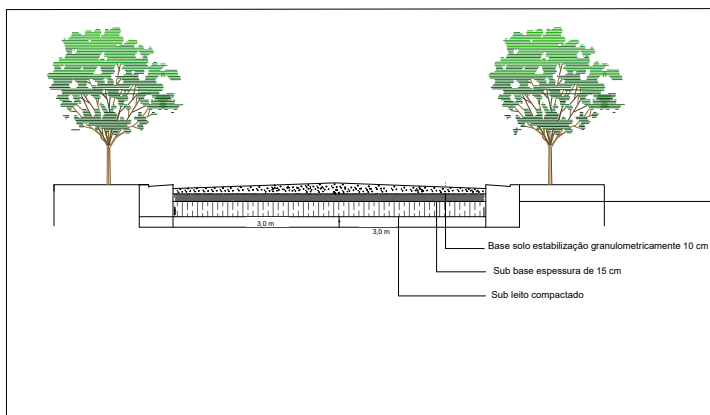 3,0 m
3,0 m
Base solo estabilização granulometricamente 10 cm
Sub base espessura de 15 cm
Sub leito compactado